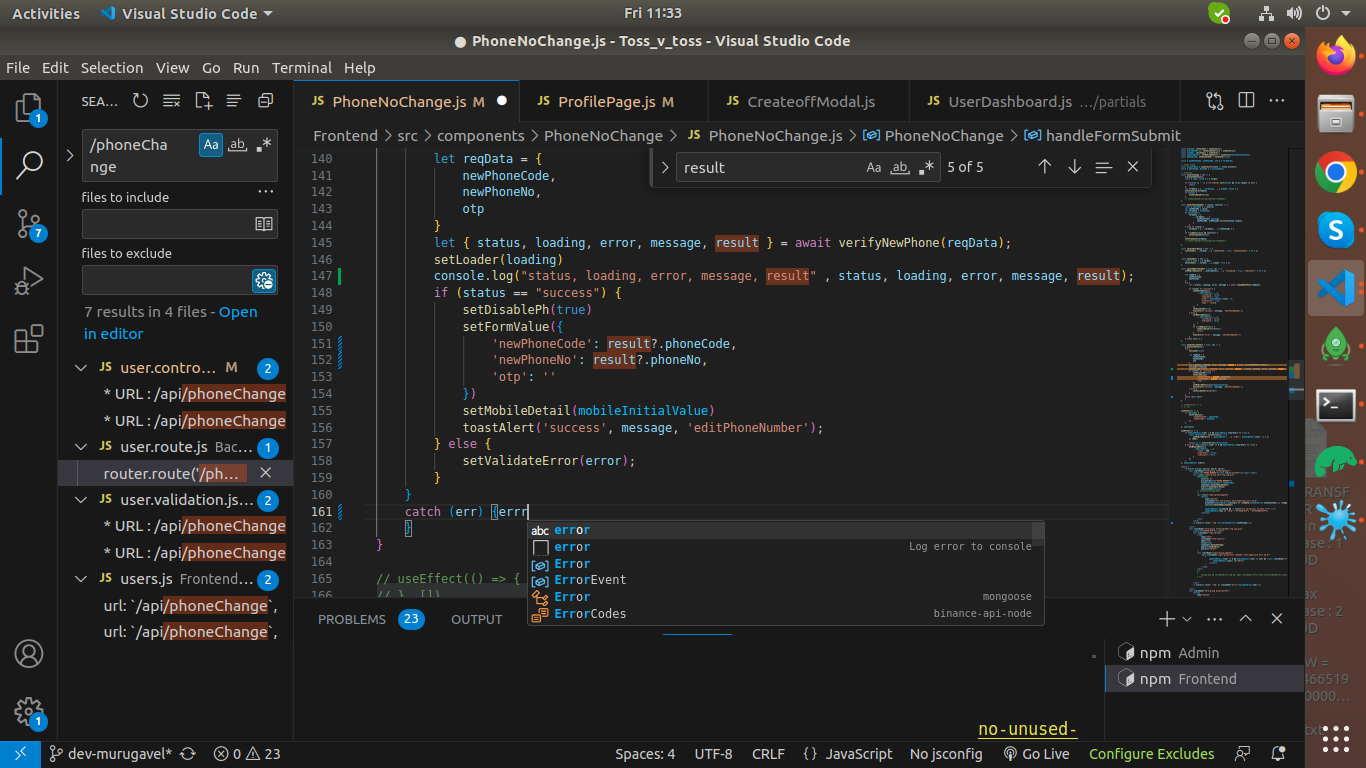 Activities
Visual Studio Code
Fri 11:33
PhoneNoChange.js - Toss_v_toss - Visual Studio Code
File Edit Selection View Go Run Terminal Help
SEA...
/phoneCha
nge
Aa ab
files to include
files to exclude
7 results in 4 files - Open
in editor
JS user.contro... M 2
* URL : /api/phoneChange
* URL : /api/phoneChange
JS user.route.js Bac... 1
router.route('/ph...
JS user.validation.js... 2
* URL : /api/phoneChange
* URL : /api/phoneChange
JS users.js Frontend... 2
url: `/api/phoneChange`,
url: `/api/phoneChange`,
1
7
1
JS PhoneNoChange.js M
JS ProfilePage.js M
JS CreateoffModal.js
JS UserDashboard.js .../partials
Frontend > src > components > PhoneNoChange > JS PhoneNoChange.js > PhoneNoChange > handleFormSubmit
result Aa ab 5 of 5
140 let reqData = {
141 newPhoneCode,
142 newPhoneNo,
143 otp
144 }
145 let { status, loading, error, message, result } = await verifyNewPhone(reqData);
146 setLoader(loading)
147 console.log("status, loading, error, message, result" , status, loading, error, message, result);
148 if (status == "success") {
149 setDisablePh(true)
150 setFormValue({
151 'newPhoneCode': result?.phoneCode,
152 'newPhoneNo': result?.phoneNo,
153 'otp': ''
154 })
155 setMobileDetail(mobileInitialValue)
156 toastAlert('success', message, 'editPhoneNumber');
157 } else {
158 setValidateError(error);
159 }
160 }
161 catch (err) {errr
162 }
163 }
164
165 // useEffect(() => {
166 // }, [])
abc error
error Log error to console
Error
ErrorEvent
Error mongoose
ErrorCodes binance-api-node
PROBLEMS 23 OUTPUT
npm Admin
npm Frontend
no-unused-
dev-murugavel* 0 23
Spaces: 4 UTF-8 CRLF {} JavaScript No jsconfig Go Live Configure Excludes